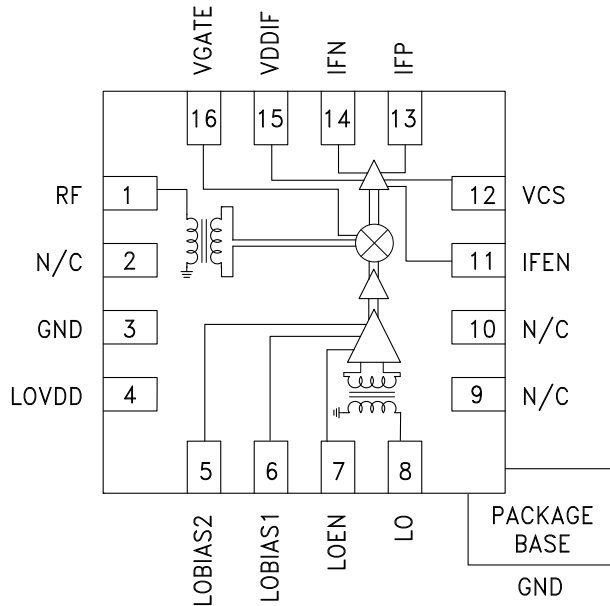 VGATE
VDDIF
IFN
IFP
16
15
14
13
RF
1
12
VCS
N/C
2
11
IFEN
GND
3
10
N/C
LOVDD
4
9
N/C
5
6
7
8
LOBIAS2
LOBIAS1
LOEN
LO
PACKAGE
BASE
GND